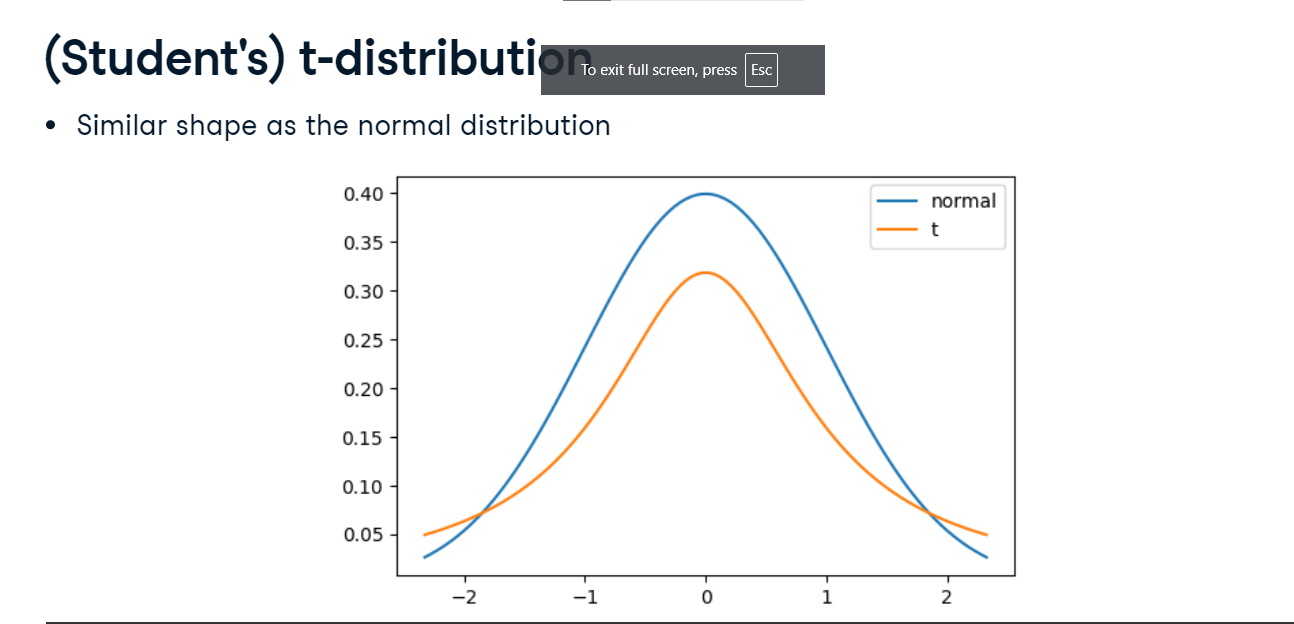 (Student's) t-distribution
To exit full screen, press Esc
• Similar shape as the normal distribution
normal
t
0.40
0.35
0.30
0.25
0.20
0.15
0.10
0.05
−2 −1 0 1 2